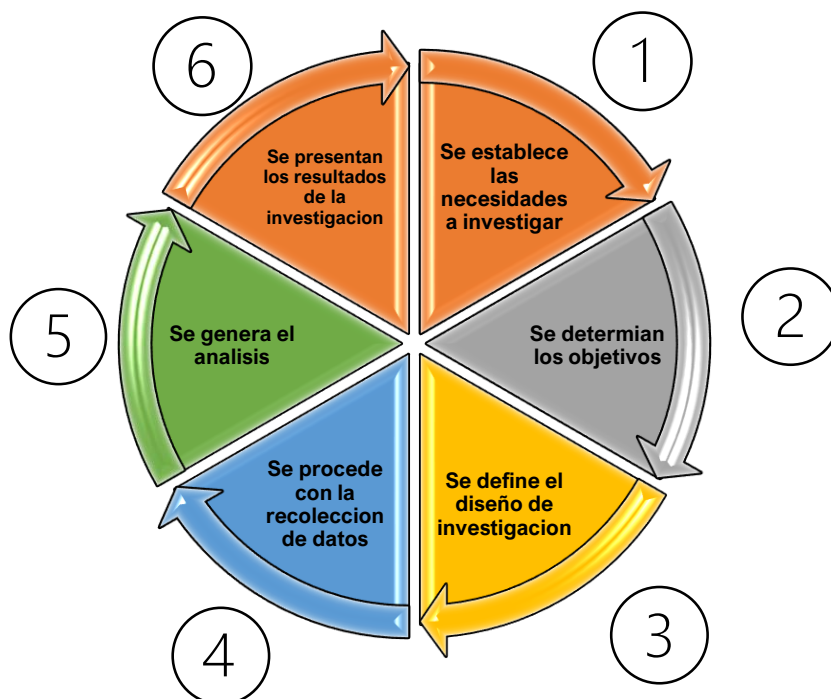 1
Se establece
las
necesidades
a investigar
2
Se determian
los objetivos
3
Se define el
diseño de
investigacion
4
Se procede
con la
recoleccion
de datos
5
Se genera el
analisis
6
Se presentan
los resultados
de la
investigacion